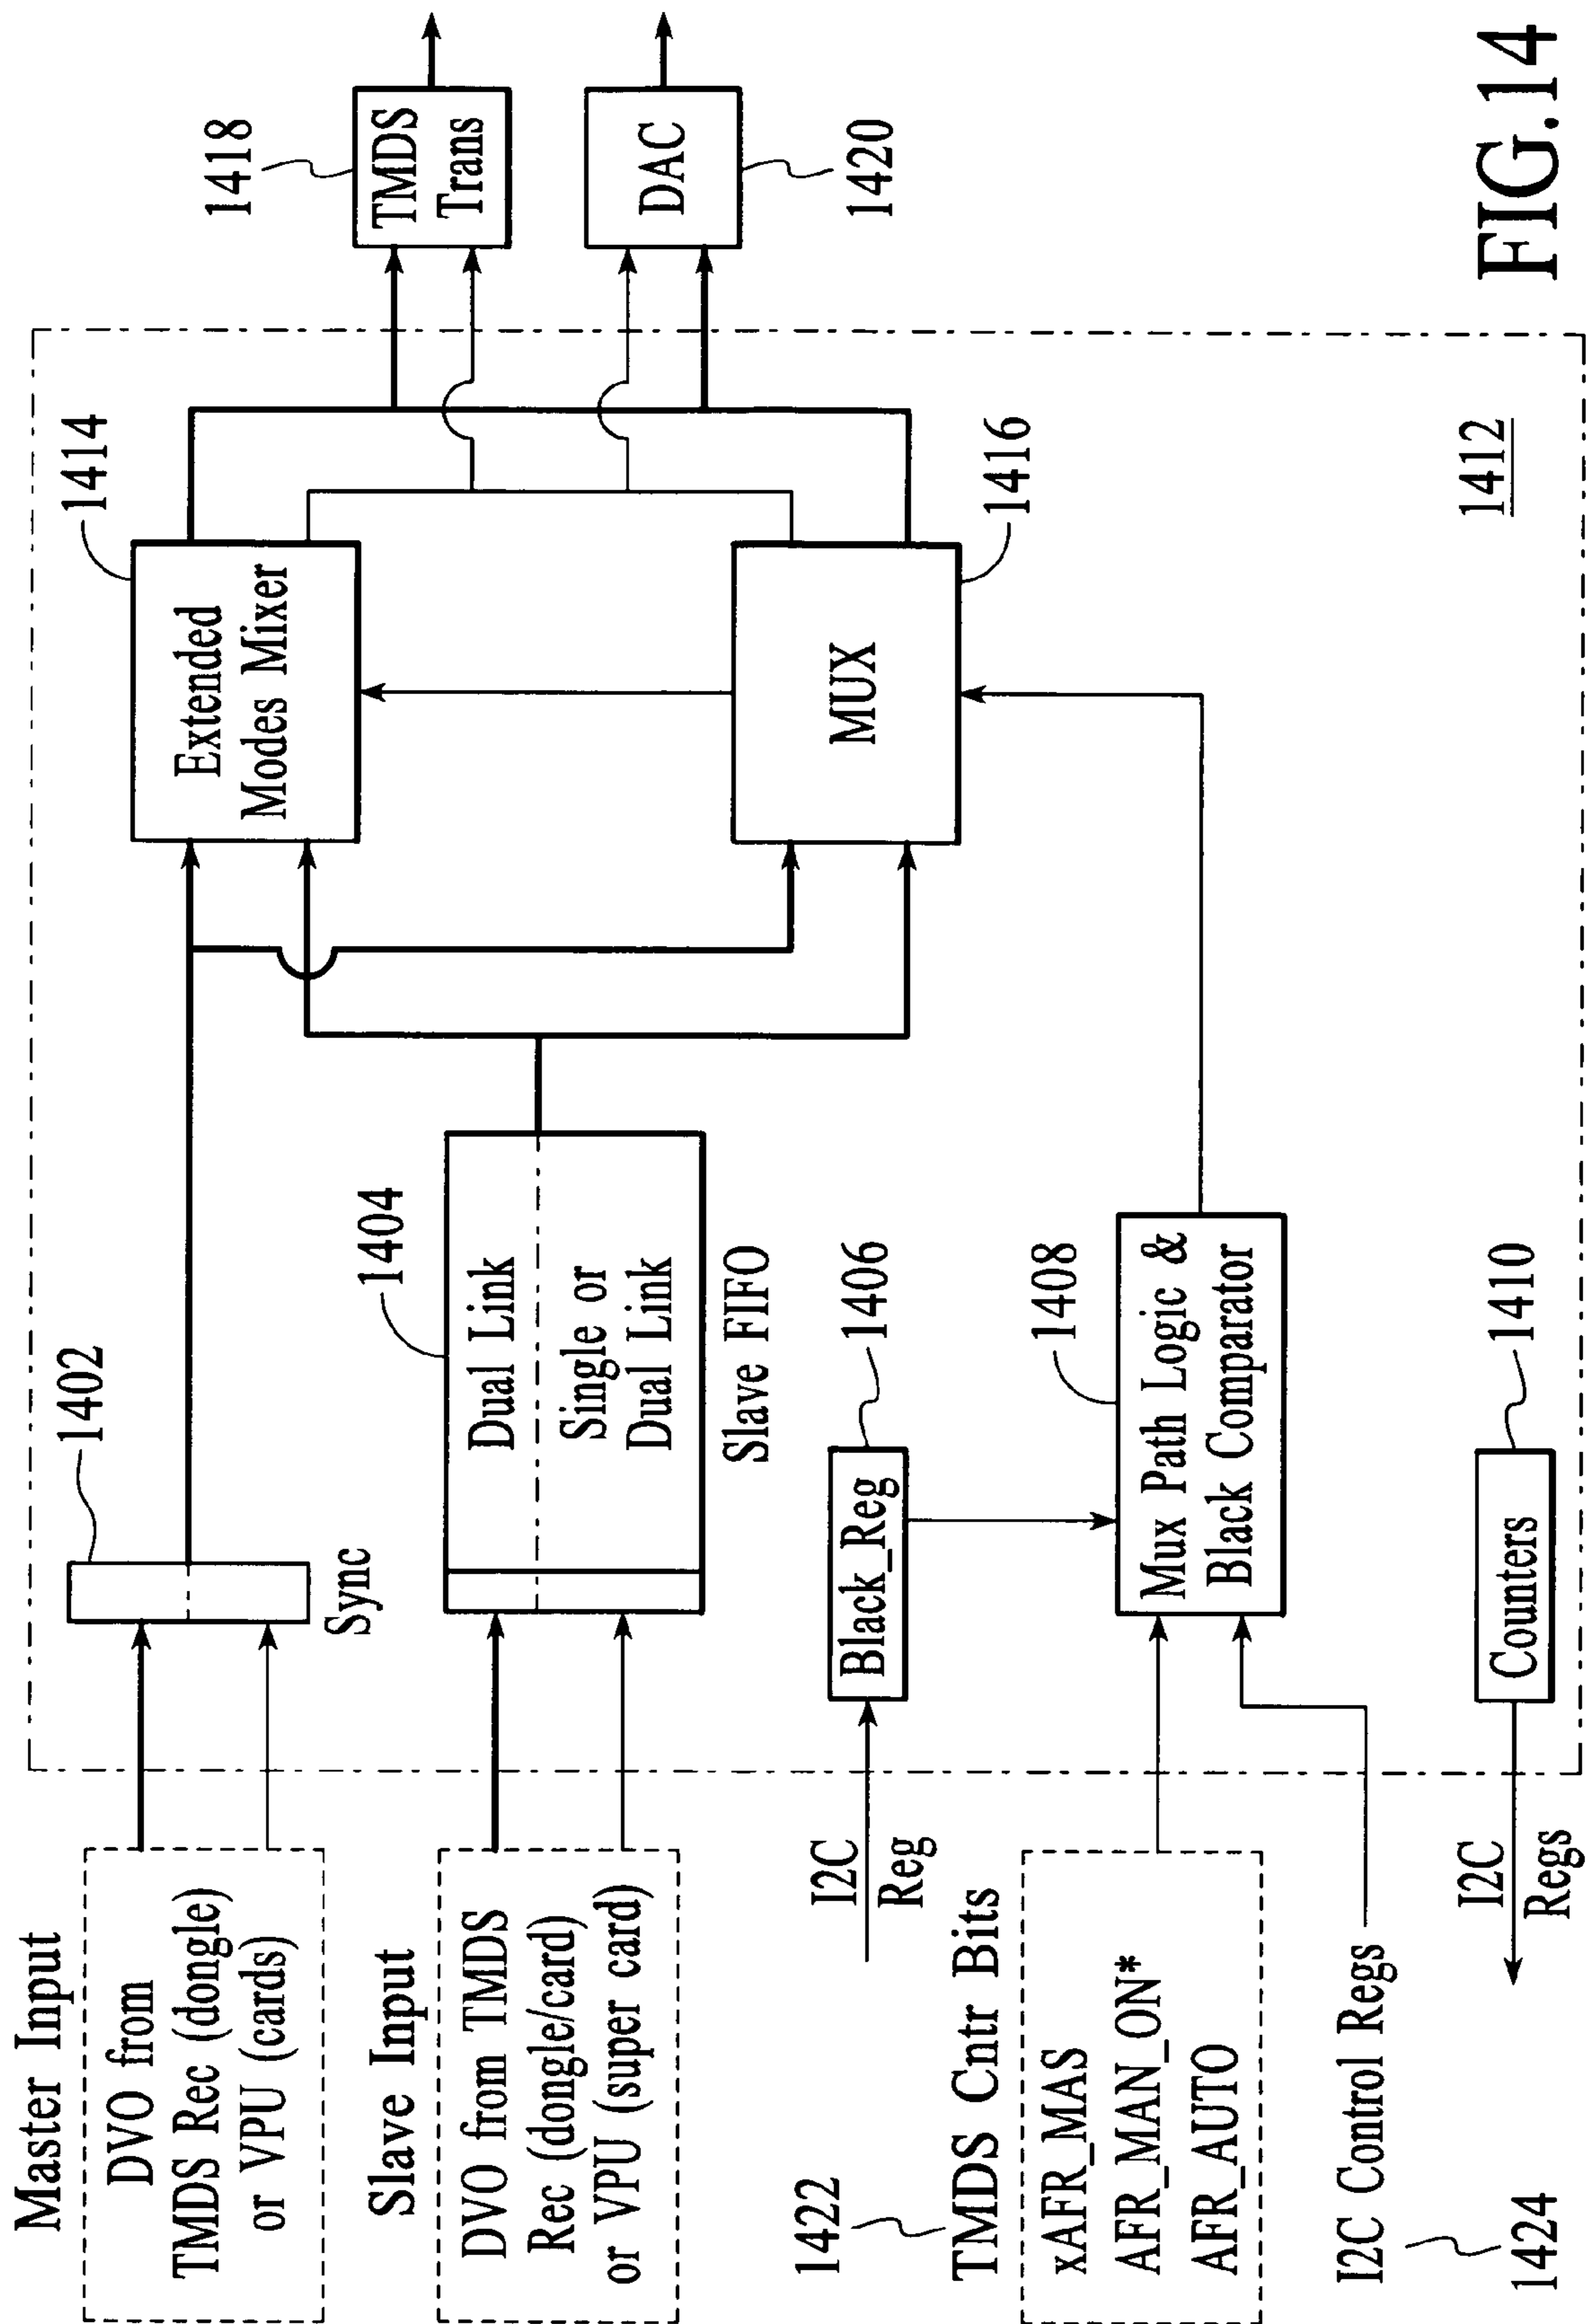 Master Input
DVO from
TMDS Rec (dongle)
or VPU (cards)
Slave Input
DVO from TMDS
Rec (dongle/card)
or VPU (super card)
1422
TMDS Cntr Bits
xAFR_MAS
AFR_MAN_ON*
AFR_AUTO
I2C Control Regs
1424
I2C
Reg
I2C
Regs
1402
Sync
1404
Dual Link
Single or
Dual Link
Slave FIFO
1406
Black_Reg
1408
Mux Path Logic &
Black Comparator
1410
Counters
1414
Extended
Modes Mixer
MUX
1416
1412
1418
TMDS
Trans
DAC
1420
FIG.14